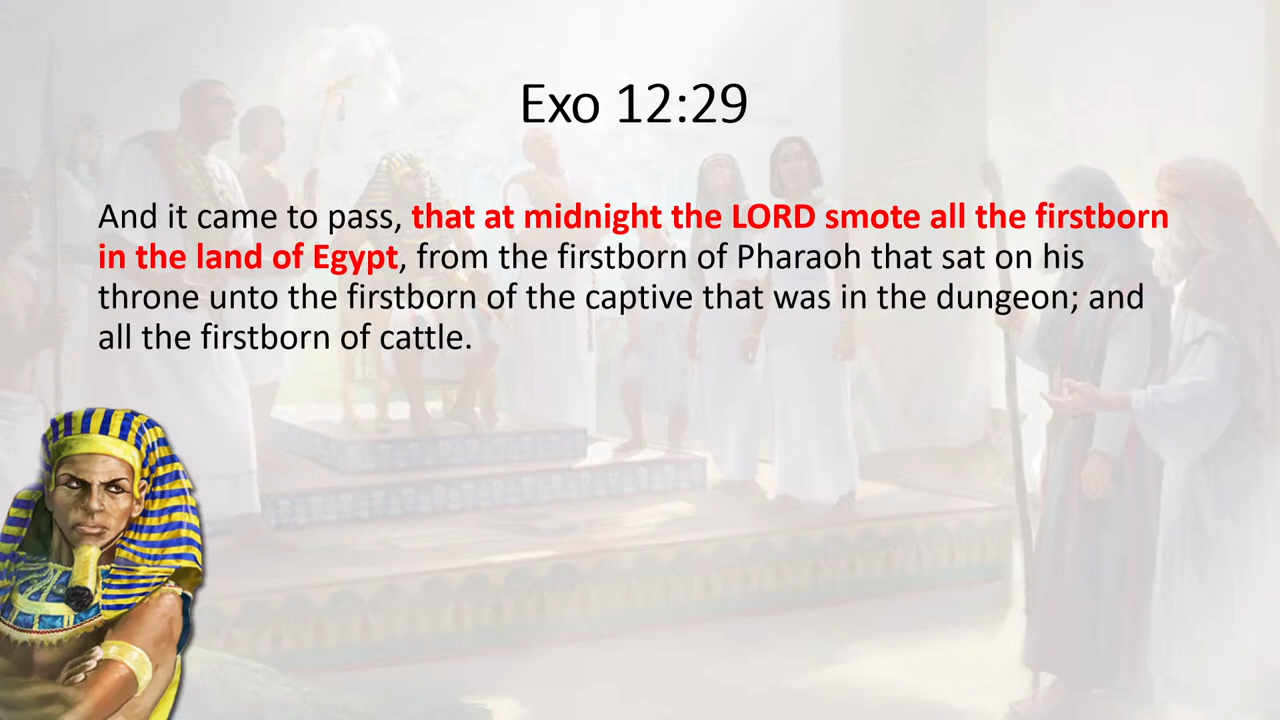 Exo 12:29
And it came to pass, that at midnight the LORD smote all the firstborn
in the land of Egypt, from the firstborn of Pharaoh that sat on his
throne unto the firstborn of the captive that was in the dungeon; and
all the firstborn of cattle.